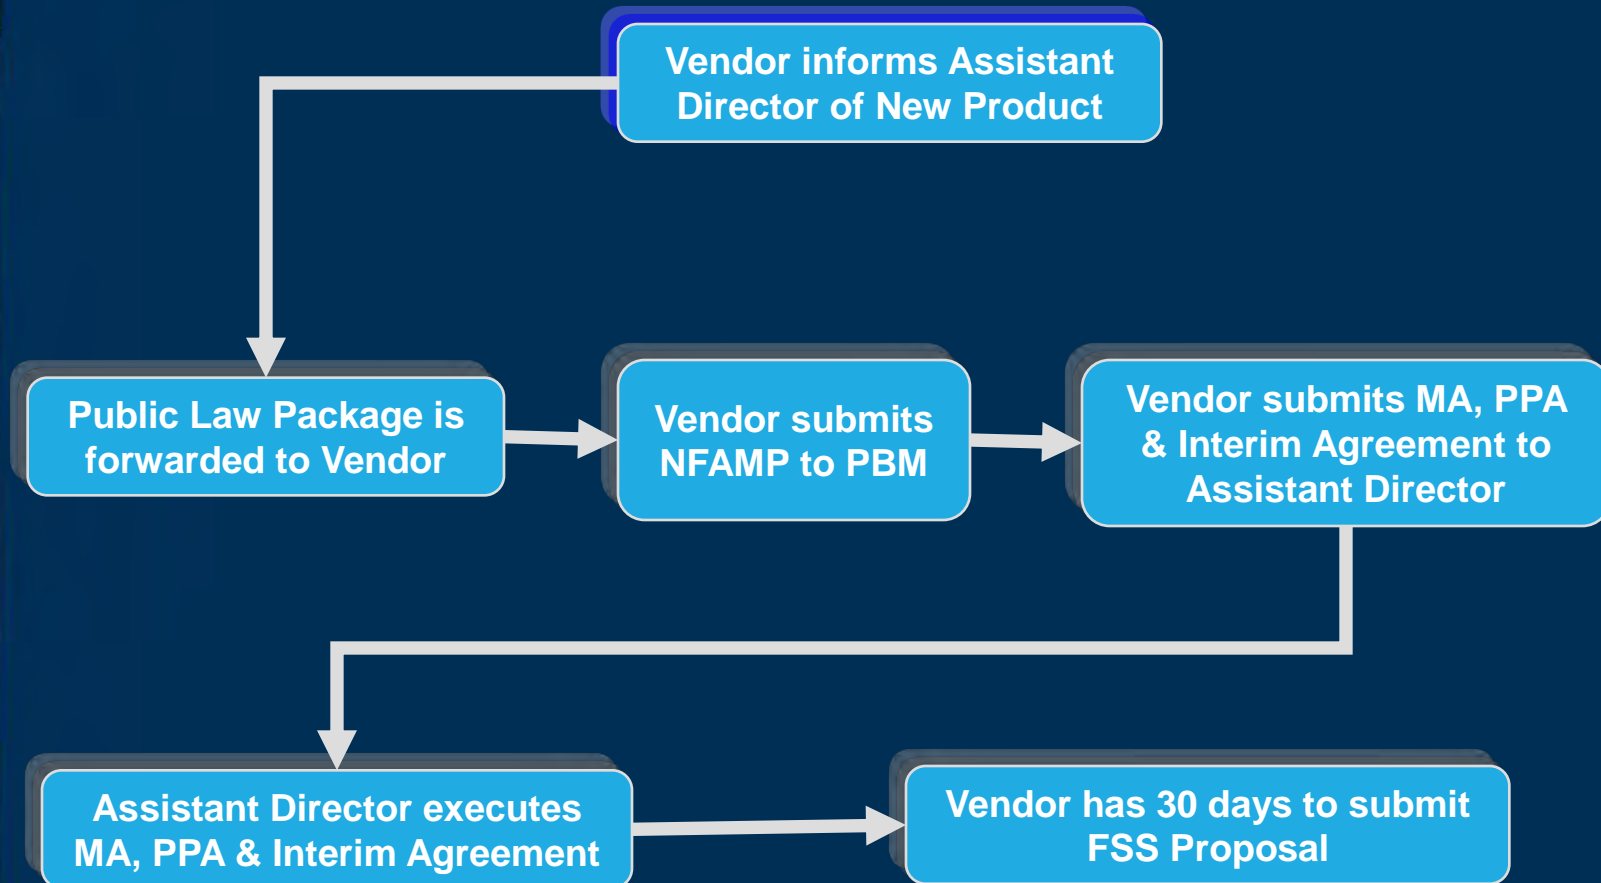 Vendor informs Assistant
Director of New Product
Public Law Package is
forwarded to Vendor
Vendor submits
NFAMP to PBM
Vendor submits MA, PPA
& Interim Agreement to
Assistant Director
Assistant Director executes
MA, PPA & Interim Agreement
Vendor has 30 days to submit
FSS Proposal